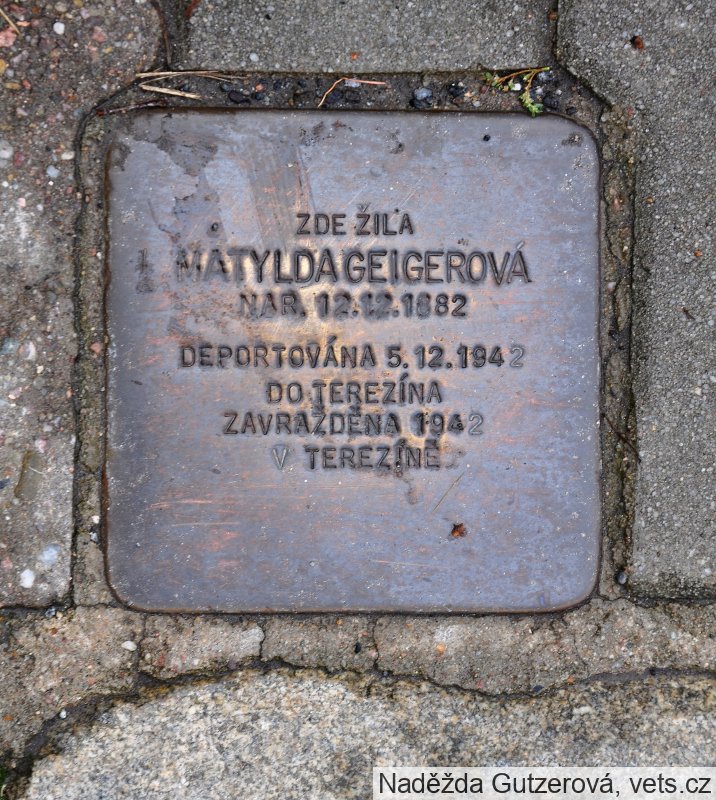 ZDE ŽILA
MATYLDA GEIGEROVÁ
NAR. 12.12.1882
DEPORTOVÁNA 5.12.1942
DO TEREZÍNA
ZAVRAŽDĚNA 1942
V TEREZÍNĚ
Naděžda Gutzerová, vets.cz